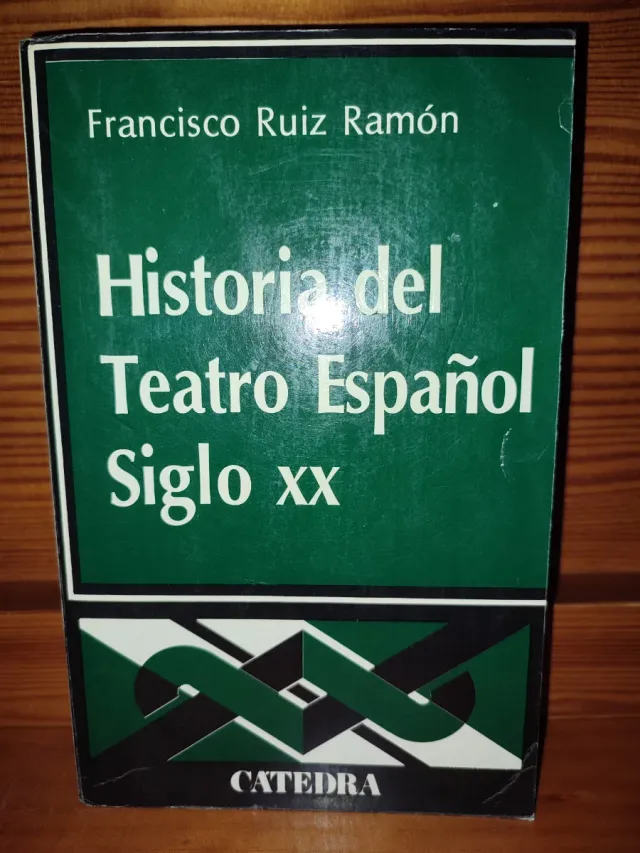 Francisco Ruiz Ramón
Historia del
Teatro Español
Siglo XX
CATEDRA